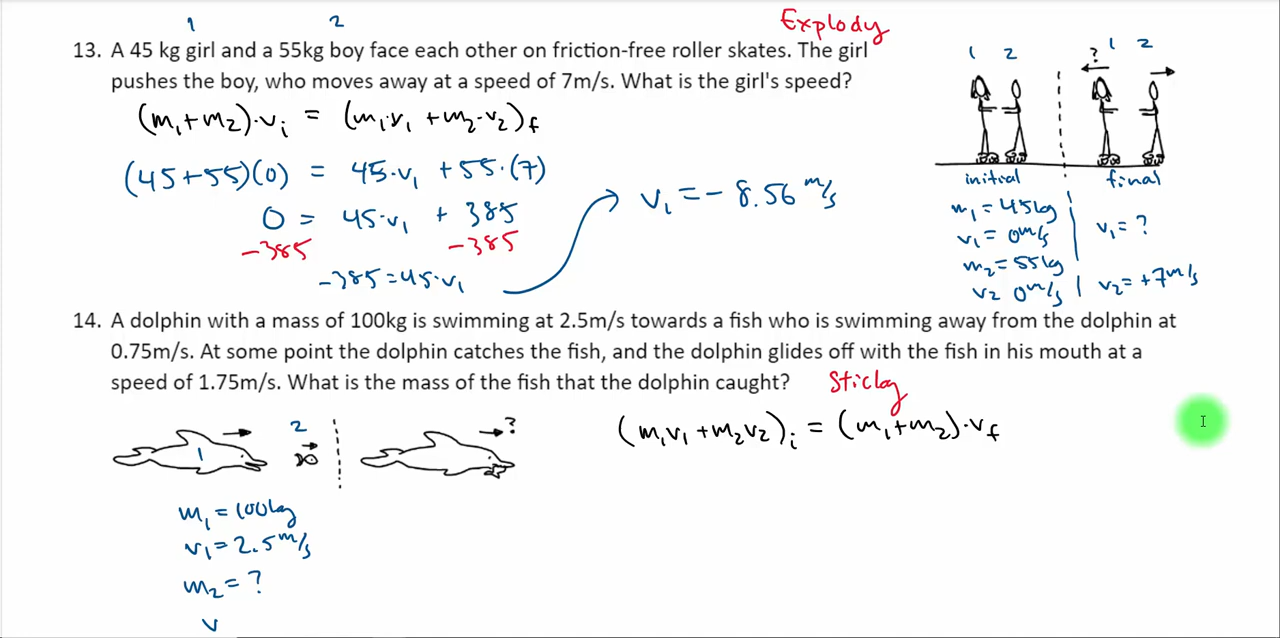 1 2 Explody
13. A 45 kg girl and a 55kg boy face each other on friction-free roller skates. The girl
pushes the boy, who moves away at a speed of 7m/s. What is the girl's speed?
1 2 ? 1 2
(m₁+m₂)·vᵢ = (m₁·v₁ +m₂·v₂)f
(45+55)(0) = 45·v₁ +55·(7)
0 = 45·v₁ + 385
-385 -385
-385=45·v₁
v₁ = - 8.56 m/s
initial final
m₁ = 45kg
v₁ = 0m/s v₁ = ?
m₂ = 55kg
v₂ 0m/s v₂ = +7m/s
14. A dolphin with a mass of 100kg is swimming at 2.5m/s towards a fish who is swimming away from the dolphin at
0.75m/s. At some point the dolphin catches the fish, and the dolphin glides off with the fish in his mouth at a
speed of 1.75m/s. What is the mass of the fish that the dolphin caught? Sticky
(m₁v₁ +m₂v₂)ᵢ = (m₁+m₂)·vf
1 2 ?
m₁ = 100kg
v₁ = 2.5m/s
m₂ = ?
v